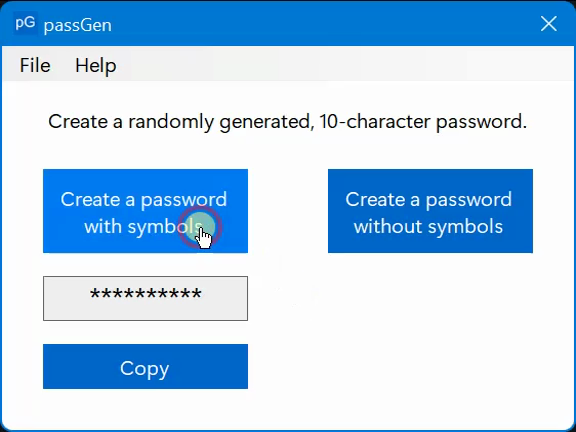 pG passGen
File Help
Create a randomly generated, 10-character password.
Create a password
with symbols
Create a password
without symbols
**********
Copy